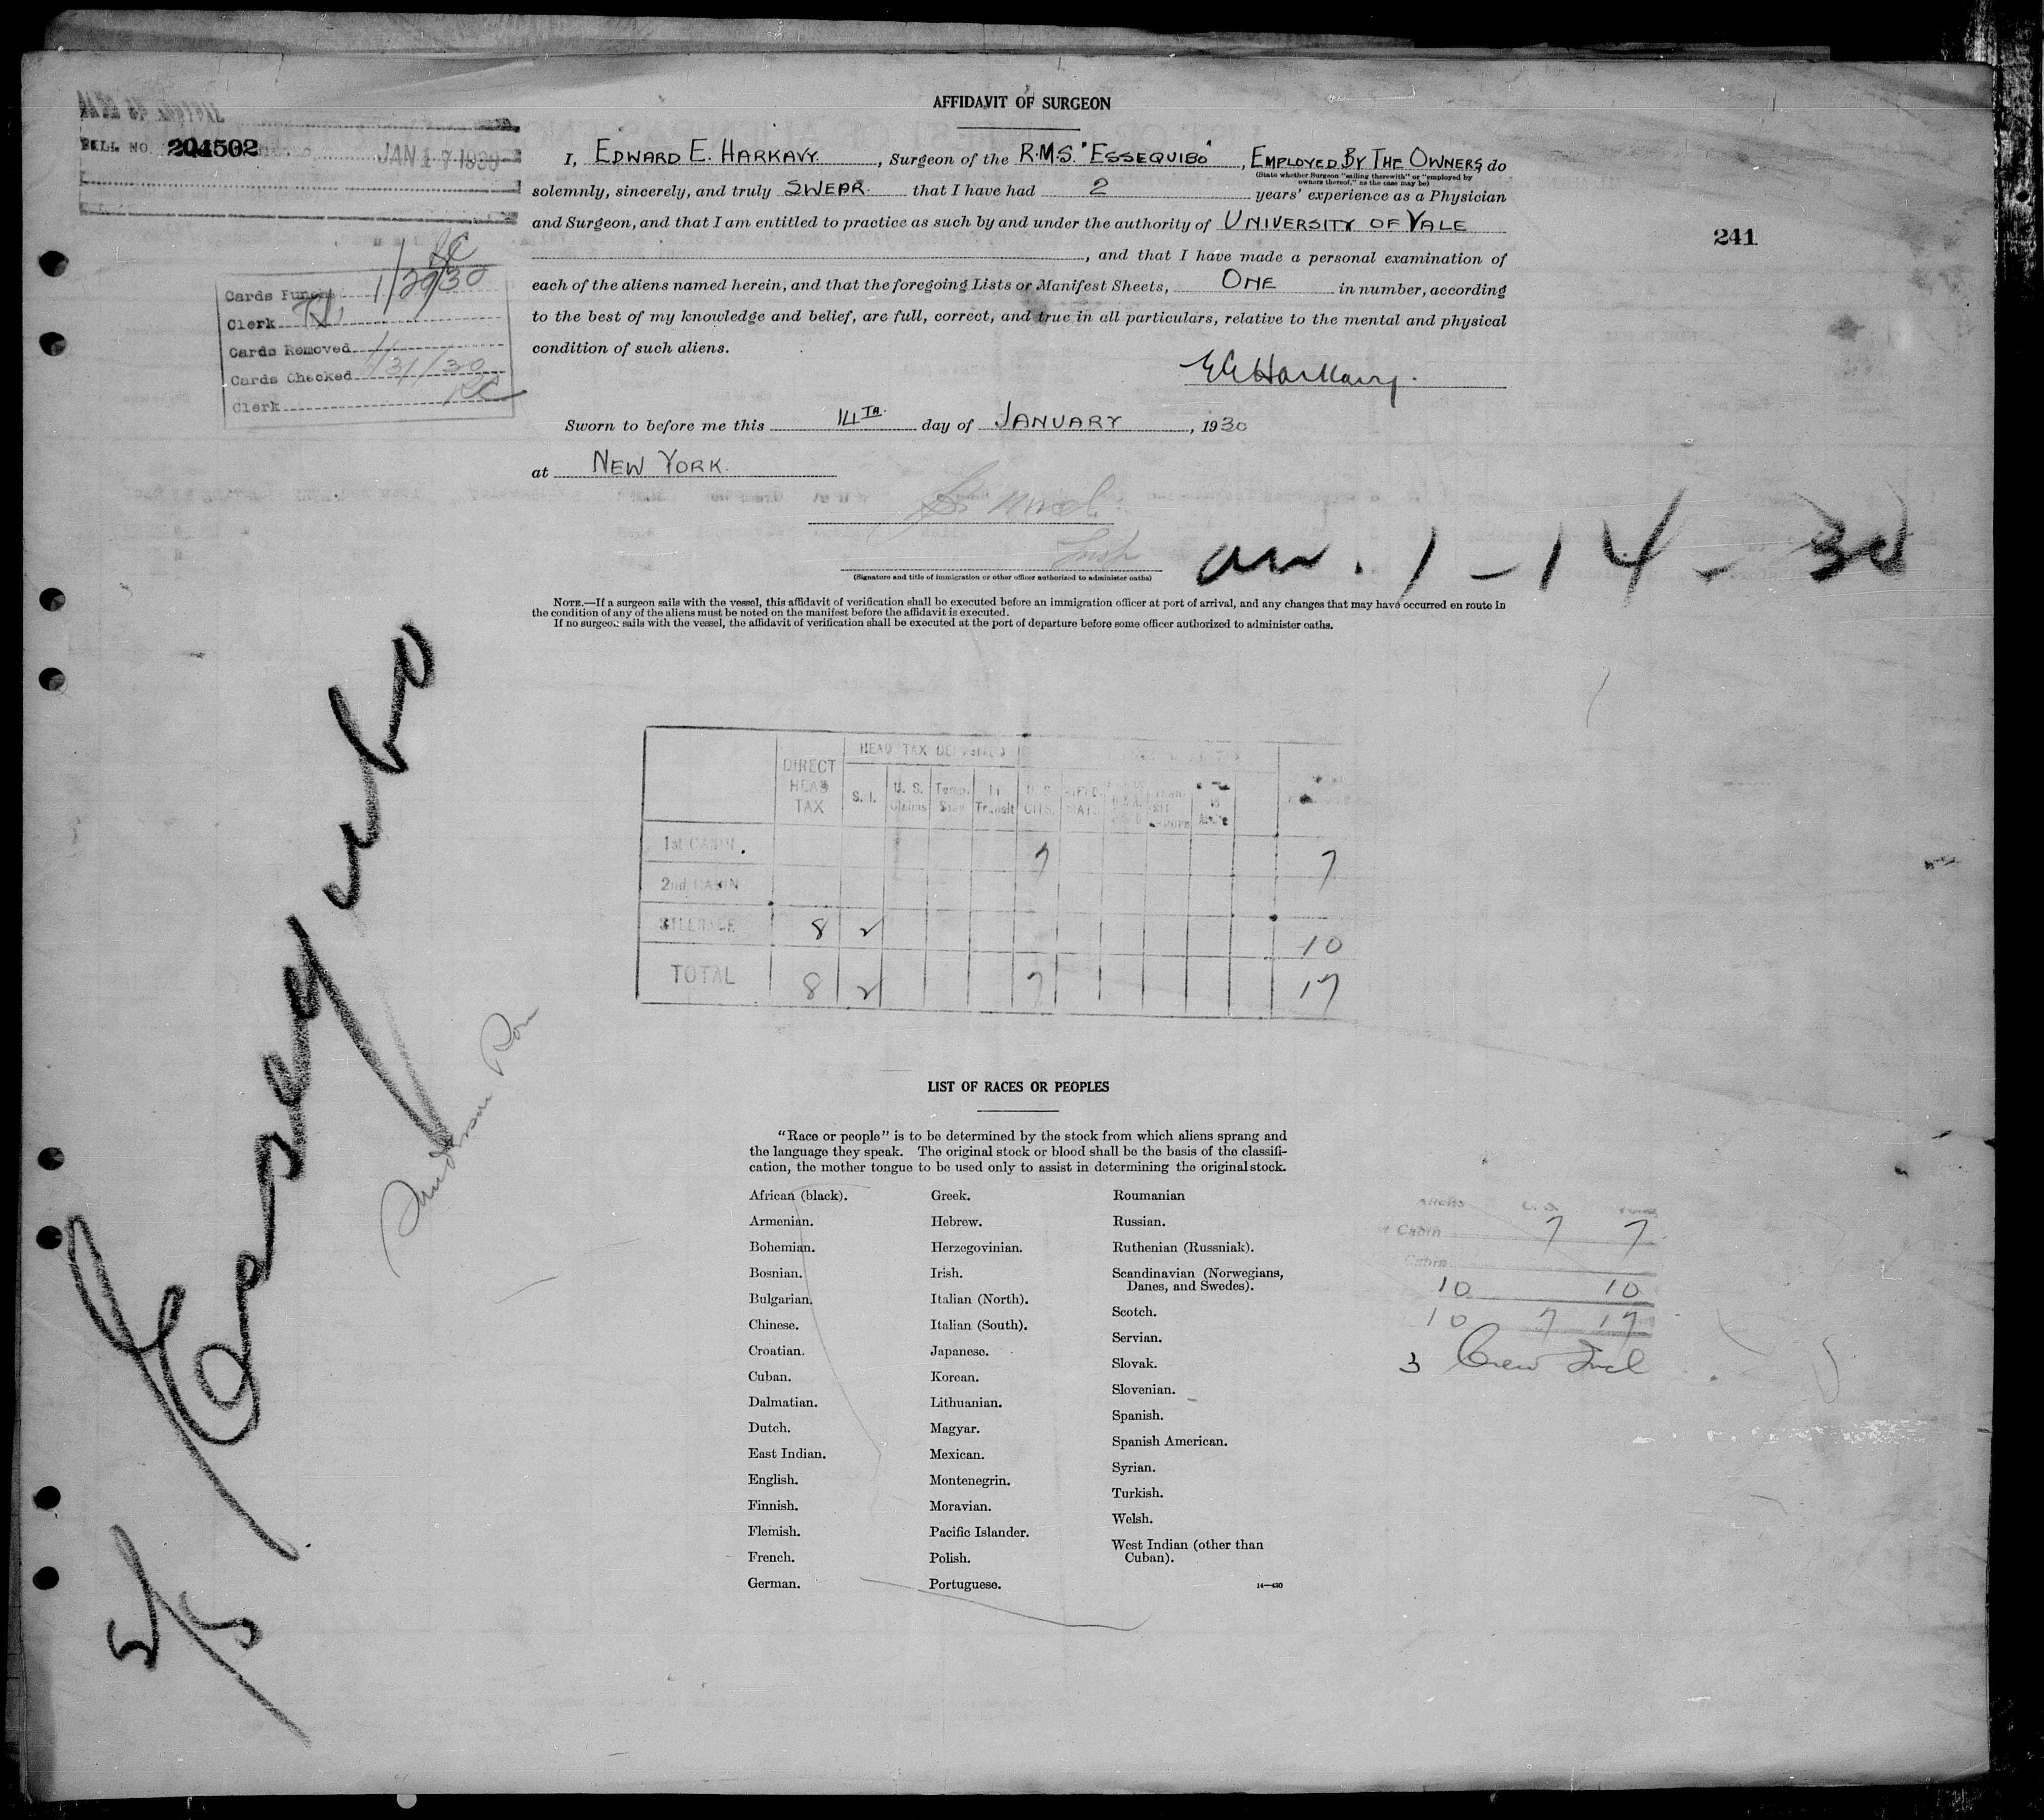 AFFIDAVIT OF SURGEON
BILL NO. 204502
JAN 17 1930
I, EDWARD E. HARKAVY., Surgeon of the R.M.S. "ESSEQUIBO", EMPLOYED BY THE OWNERS, do
(State whether Surgeon "sailing therewith" or "employed by
owners thereof," as the case may be)
solemnly, sincerely, and truly SWEAR. that I have had 2 years' experience as a Physician
and Surgeon, and that I am entitled to practice as such by and under the authority of UNIVERSITY OF YALE
, and that I have made a personal examination of
each of the aliens named herein, and that the foregoing Lists or Manifest Sheets, ONE in number, according
to the best of my knowledge and belief, are full, correct, and true in all particulars, relative to the mental and physical
condition of such aliens.
E E Harkavy.
241
Cards Punch 1/29/30
Clerk
Cards Removed
Cards Checked 1/31/30
Clerk
Sworn to before me this 14TH. day of JANUARY, 1930
at NEW YORK.
Insp
(Signature and title of immigration or other officer authorized to administer oaths)
arr. 1-14-30
NOTE.—If a surgeon sails with the vessel, this affidavit of verification shall be executed before an immigration officer at port of arrival, and any changes that may have occurred en route in
the condition of any of the aliens must be noted on the manifest before the affidavit is executed.
If no surgeon sails with the vessel, the affidavit of verification shall be executed at the port of departure before some officer authorized to administer oaths.
S/S Essequibo
DIRECT HEAD TAX
HEAD TAX DEPOSITED
S. I. U. S. Claims Temp. Stay In Transit U. S. CITS.
1st CABIN. 7 7
2nd CABIN
STEERAGE 8 2 10
TOTAL 8 2 7 17
LIST OF RACES OR PEOPLES
"Race or people" is to be determined by the stock from which aliens sprang and
the language they speak. The original stock or blood shall be the basis of the classifi-
cation, the mother tongue to be used only to assist in determining the original stock.
African (black).
Armenian.
Bohemian.
Bosnian.
Bulgarian.
Chinese.
Croatian.
Cuban.
Dalmatian.
Dutch.
East Indian.
English.
Finnish.
Flemish.
French.
German.
Greek.
Hebrew.
Herzegovinian.
Irish.
Italian (North).
Italian (South).
Japanese.
Korean.
Lithuanian.
Magyar.
Mexican.
Montenegrin.
Moravian.
Pacific Islander.
Polish.
Portuguese.
Roumanian
Russian.
Ruthenian (Russniak).
Scandinavian (Norwegians,
Danes, and Swedes).
Scotch.
Servian.
Slovak.
Slovenian.
Spanish.
Spanish American.
Syrian.
Turkish.
Welsh.
West Indian (other than
Cuban).
14—430
Aliens U. S.
Cabin 7 7
Cabin
10 10
10 7 17
3 Crew Incl